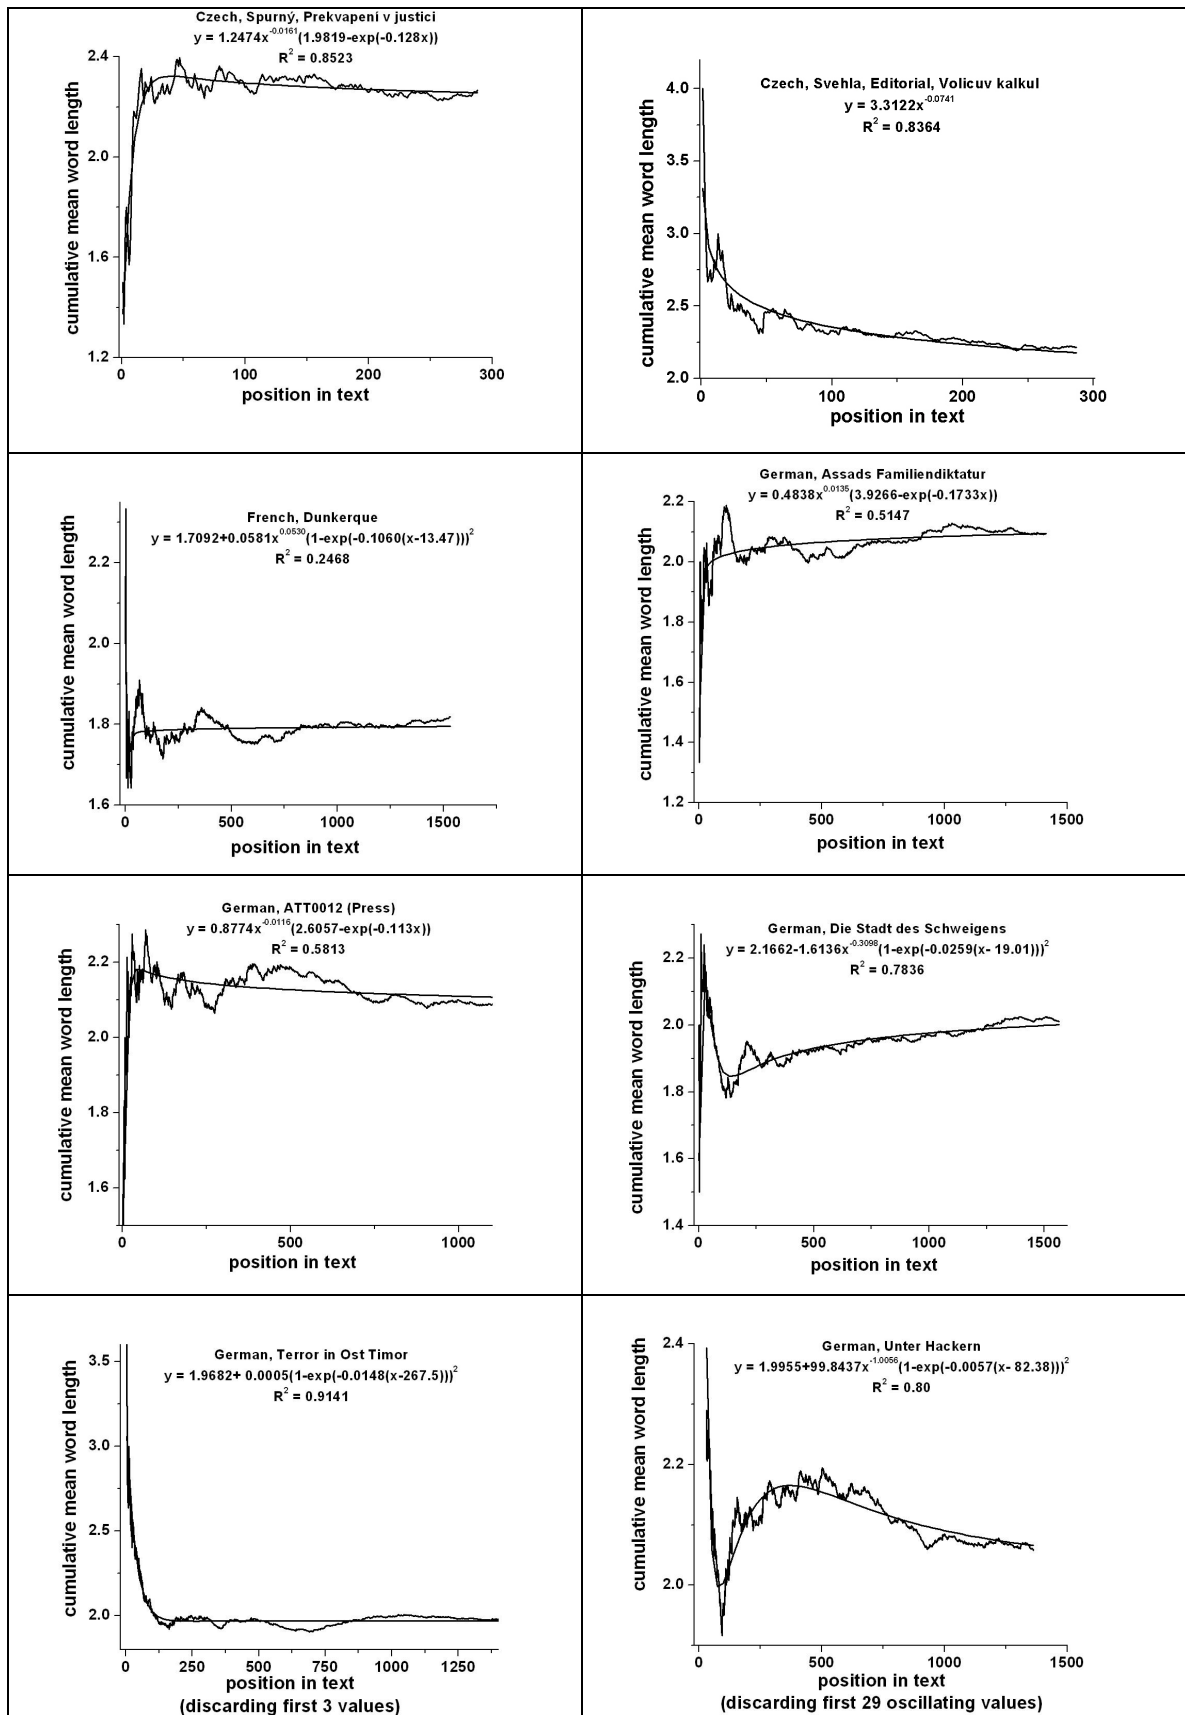 Czech, Spurný, Prekvapení v justici
y = 1.2474x^-0.0161(1.9819-exp(-0.128x))
R² = 0.8523
2.4
2.0
1.6
1.2
cumulative mean word length
0 100 200 300
position in text
Czech, Svehla, Editorial, Volicuv kalkul
y = 3.3122x^-0.0741
R² = 0.8364
4.0
3.5
3.0
2.5
2.0
cumulative mean word length
0 100 200 300
position in text
French, Dunkerque
y = 1.7092+0.0581x^0.0530(1-exp(-0.1060(x-13.47)))²
R² = 0.2468
2.2
2.0
1.8
1.6
cumulative mean word length
0 500 1000 1500
position in text
German, Assads Familiendiktatur
y = 0.4838x^0.0135(3.9266-exp(-0.1733x))
R² = 0.5147
2.2
2.0
1.8
1.6
1.4
1.2
cumulative mean word length
0 500 1000 1500
position in text
German, ATT0012 (Press)
y = 0.8774x^-0.0116(2.6057-exp(-0.113x))
R² = 0.5813
2.2
2.0
1.8
1.6
cumulative mean word length
0 500 1000
position in text
German, Die Stadt des Schweigens
y = 2.1662-1.6136x^-0.3098(1-exp(-0.0259(x- 19.01)))²
R² = 0.7836
2.2
2.0
1.8
1.6
1.4
cumulative mean word length
0 500 1000 1500
position in text
German, Terror in Ost Timor
y = 1.9682+ 0.0005(1-exp(-0.0148(x-267.5)))²
R² = 0.9141
3.5
3.0
2.5
2.0
cumulative mean word length
0 250 500 750 1000 1250
position in text
(discarding first 3 values)
German, Unter Hackern
y = 1.9955+99.8437x^-1.0056(1-exp(-0.0057(x- 82.38)))²
R² = 0.80
2.4
2.2
2.0
cumulative mean word length
0 500 1000 1500
position in text
(discarding first 29 oscillating values)